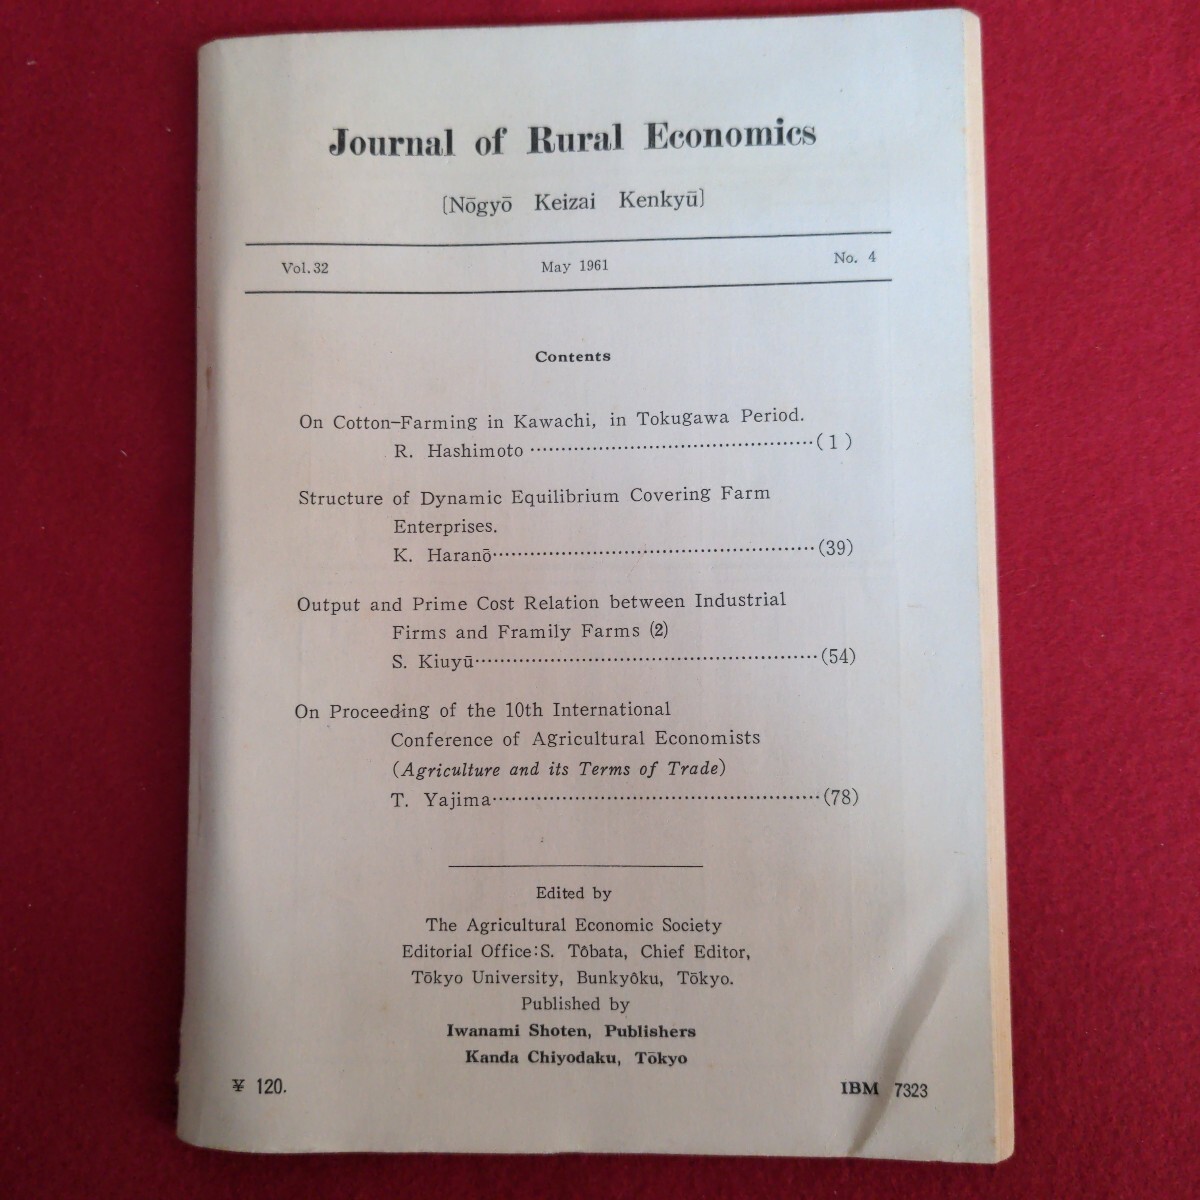 Journal of Rural Economics
〔Nōgyō Keizai Kenkyū〕
Vol. 32 May 1961 No. 4
Contents
On Cotton-Farming in Kawachi, in Tokugawa Period.
R. Hashimoto ················································(1)
Structure of Dynamic Equilibrium Covering Farm
Enterprises.
K. Haranō····················································(39)
Output and Prime Cost Relation between Industrial
Firms and Framily Farms (2)
S. Kiuyū·······················································(54)
On Proceeding of the 10th International
Conference of Agricultural Economists
(Agriculture and its Terms of Trade)
T. Yajima·····················································(78)
Edited by
The Agricultural Economic Society
Editorial Office:S. Tôbata, Chief Editor,
Tōkyo University, Bunkyôku, Tōkyo.
Published by
Iwanami Shoten, Publishers
Kanda Chiyodaku, Tōkyo
¥ 120. IBM 7323